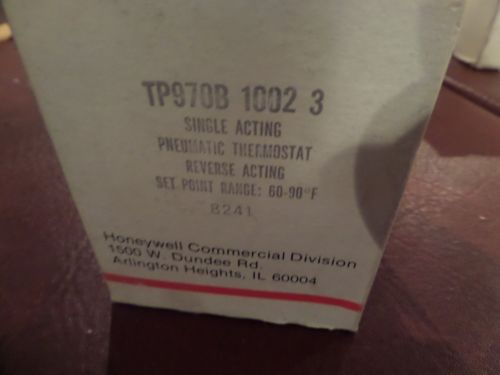 TP970B 1002 3
SINGLE ACTING
PNEUMATIC THERMOSTAT
REVERSE ACTING
SET POINT RANGE: 60-90°F
8241
Honeywell Commercial Division
1500 W. Dundee Rd.
Arlington Heights, IL 60004